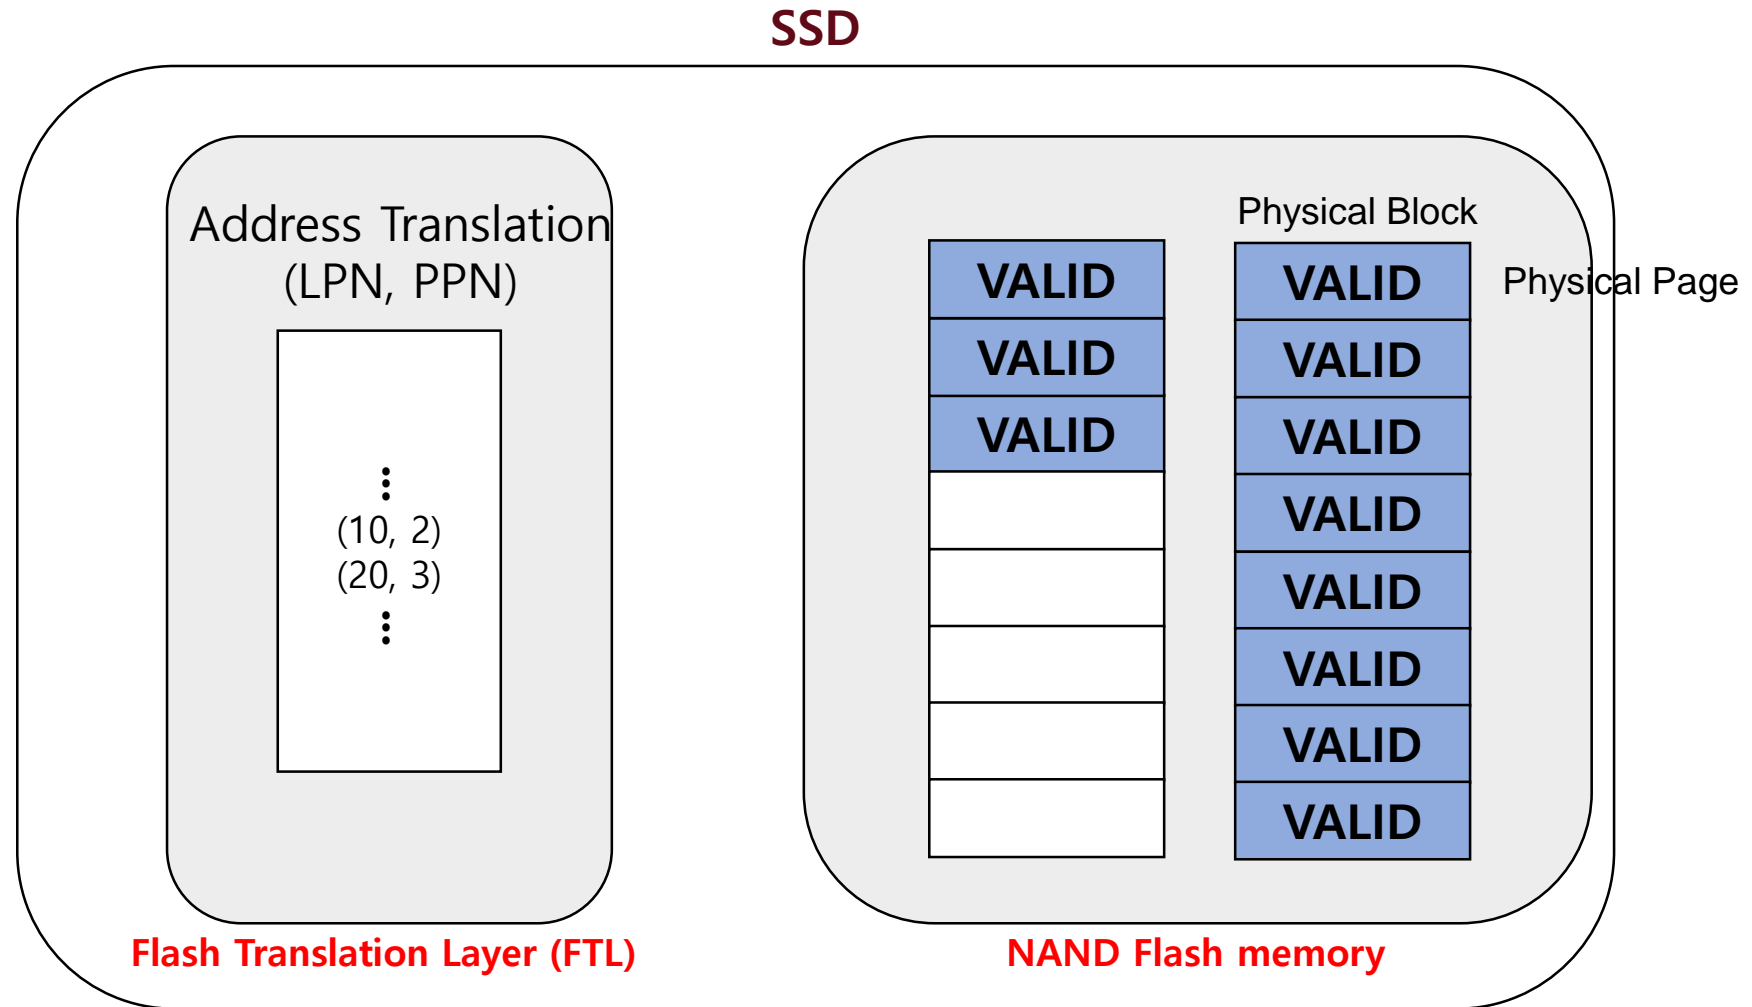 SSD
Address Translation
(LPN, PPN)
(10, 2)
(20, 3)
Flash Translation Layer (FTL)
Physical Block
Physical Page
VALID
VALID
VALID
VALID
VALID
VALID
VALID
VALID
VALID
VALID
VALID
NAND Flash memory